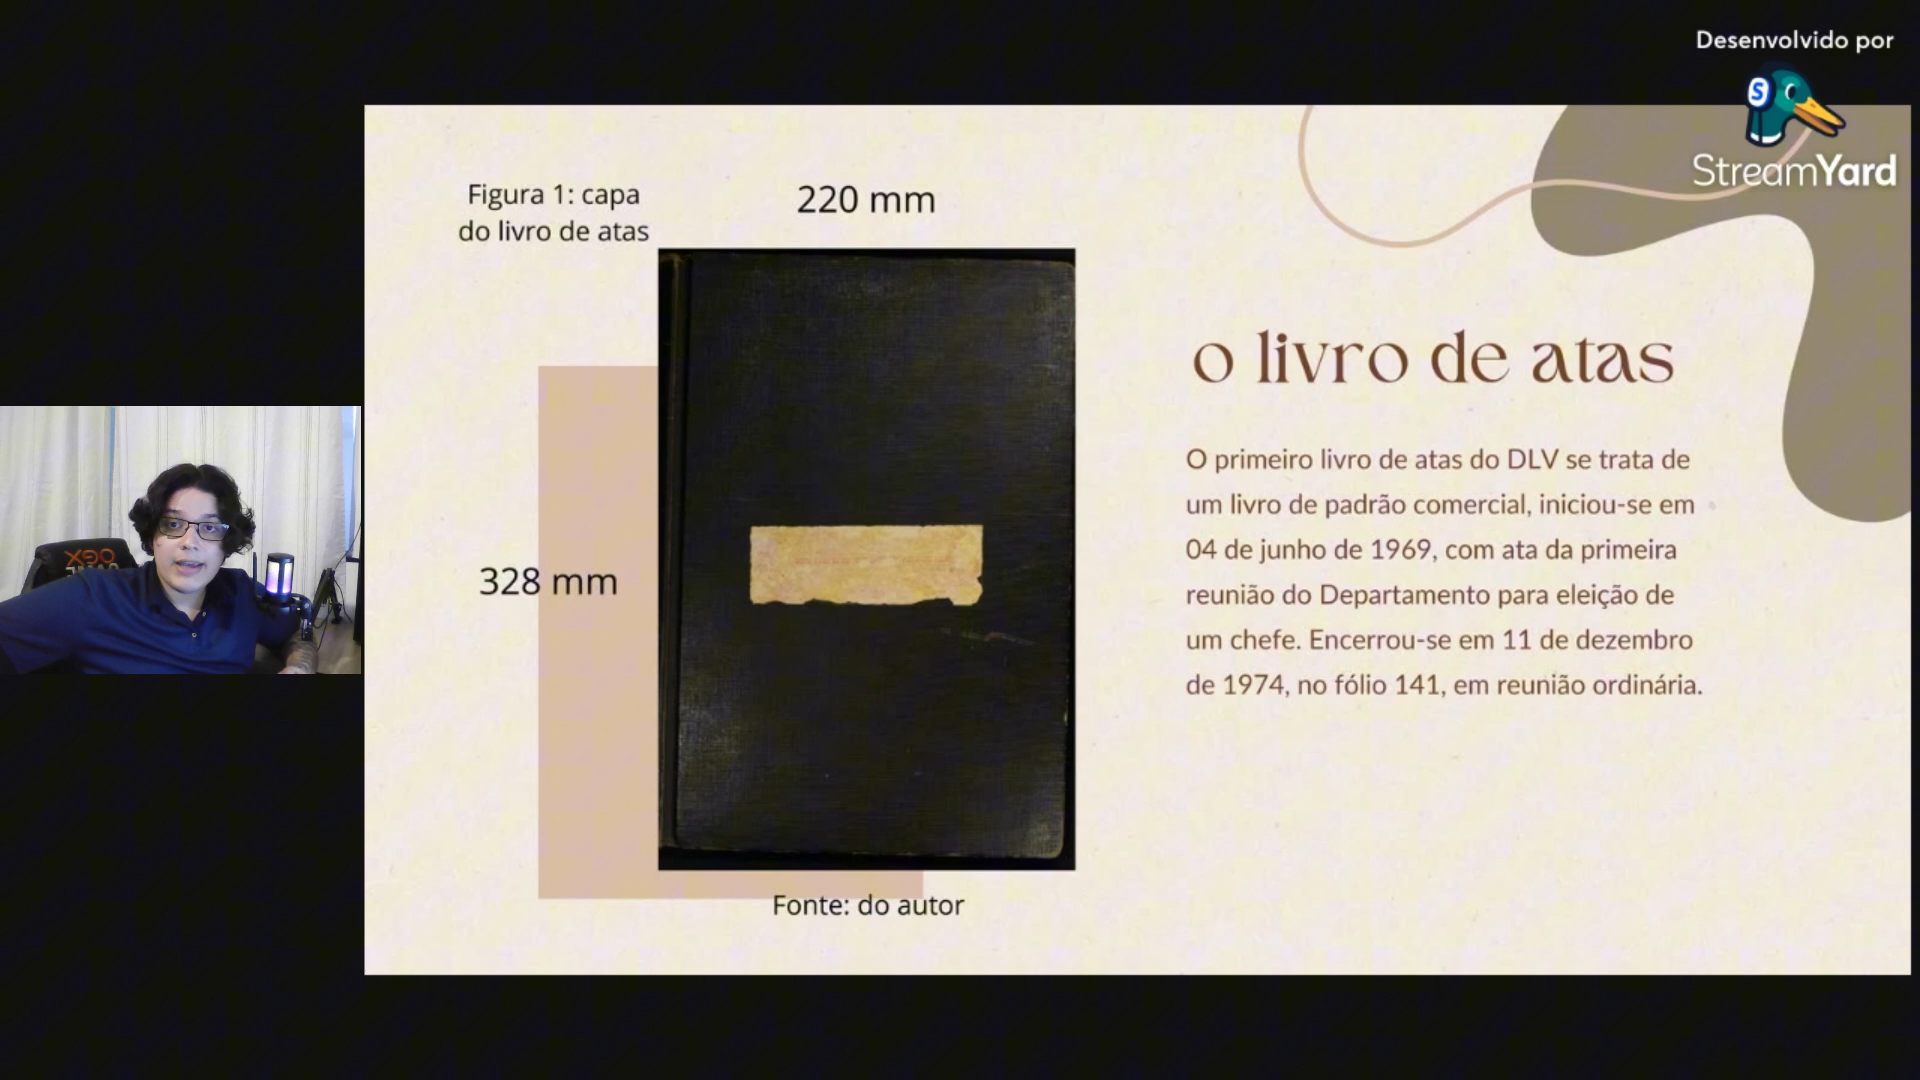 Desenvolvido por
StreamYard
Figura 1: capa
do livro de atas
220 mm
328 mm
Fonte: do autor
o livro de atas
O primeiro livro de atas do DLV se trata de
um livro de padrão comercial, iniciou-se em
04 de junho de 1969, com ata da primeira
reunião do Departamento para eleição de
um chefe. Encerrou-se em 11 de dezembro
de 1974, no fólio 141, em reunião ordinária.